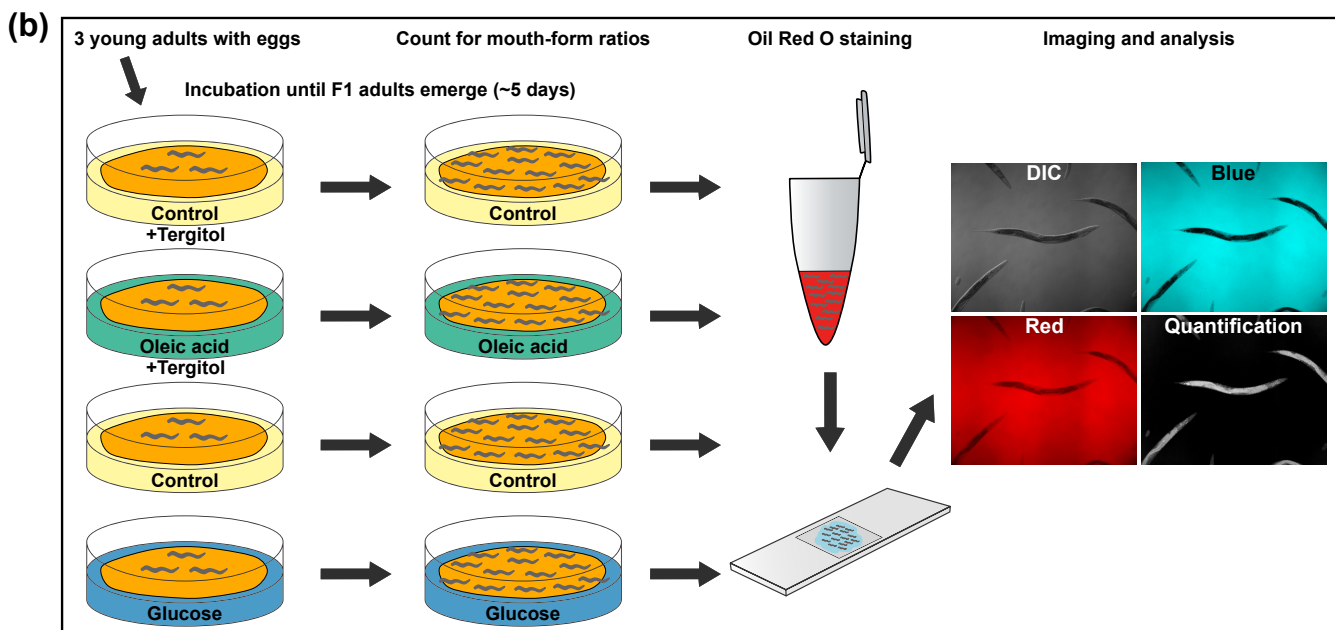 (b)
3 young adults with eggs
Count for mouth-form ratios
Oil Red O staining
Imaging and analysis
Incubation until F1 adults emerge (~5 days)
Control
+Tergitol
Control
Oleic acid
+Tergitol
Oleic acid
Control
Control
Glucose
Glucose
DIC
Blue
Red
Quantification